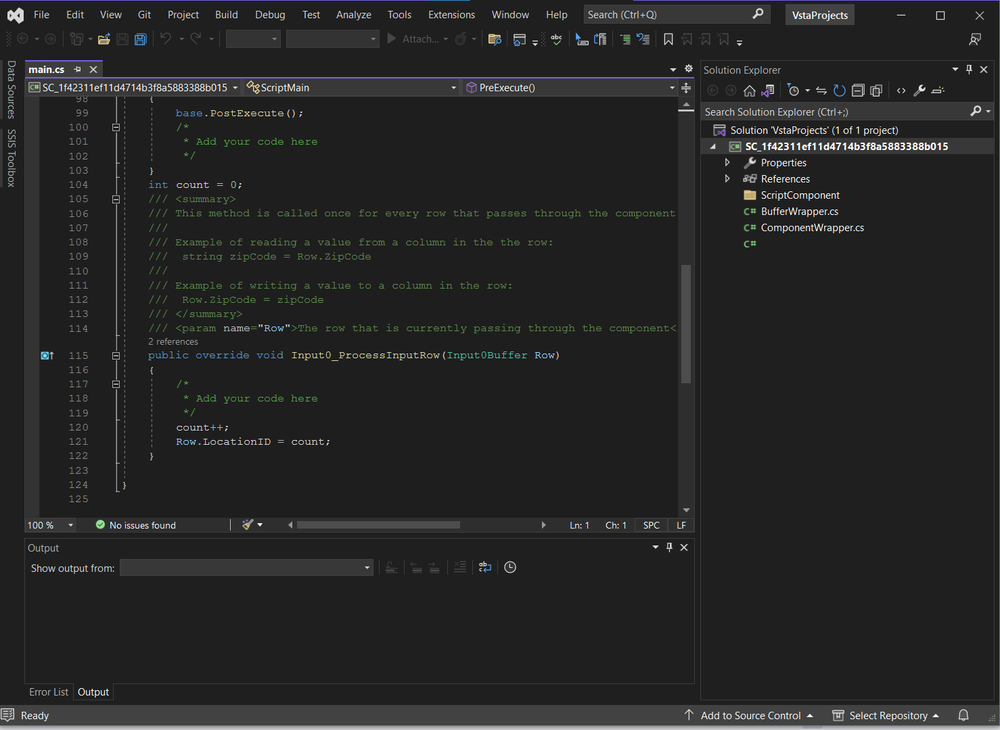 File Edit View Git Project Build Debug Test Analyze Tools Extensions Window Help Search (Ctrl+Q) VstaProjects
Attach...
Data Sources
SSIS Toolbox
main.cs
SC_1f42311ef11d4714b3f8a5883388b015 ScriptMain PreExecute()
98 {
99 base.PostExecute();
100 /*
101 * Add your code here
102 */
103 }
104 int count = 0;
105 /// <summary>
106 /// This method is called once for every row that passes through the component
107 ///
108 /// Example of reading a value from a column in the the row:
109 /// string zipCode = Row.ZipCode
110 ///
111 /// Example of writing a value to a column in the row:
112 /// Row.ZipCode = zipCode
113 /// </summary>
114 /// <param name="Row">The row that is currently passing through the component<
2 references
115 public override void Input0_ProcessInputRow(Input0Buffer Row)
116 {
117 /*
118 * Add your code here
119 */
120 count++;
121 Row.LocationID = count;
122 }
123
124 }
125
100 % No issues found Ln: 1 Ch: 1 SPC LF
Output
Show output from:
Error List Output
Solution Explorer
Search Solution Explorer (Ctrl+;)
Solution 'VstaProjects' (1 of 1 project)
SC_1f42311ef11d4714b3f8a5883388b015
Properties
References
ScriptComponent
C# BufferWrapper.cs
C# ComponentWrapper.cs
C#
Ready Add to Source Control Select Repository